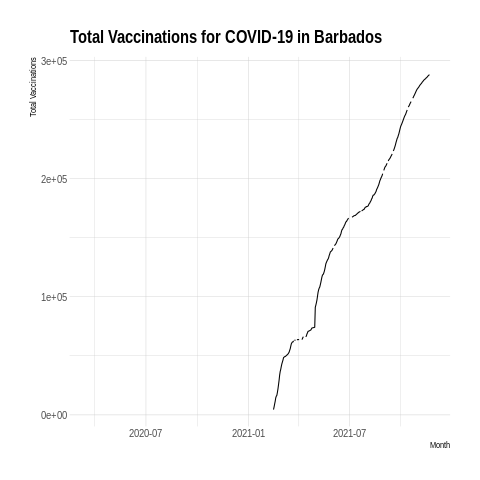 Total Vaccinations for COVID-19 in Barbados
Total Vaccinations
3e+05
2e+05
1e+05
0e+00
2020-07 2021-01 2021-07
Month